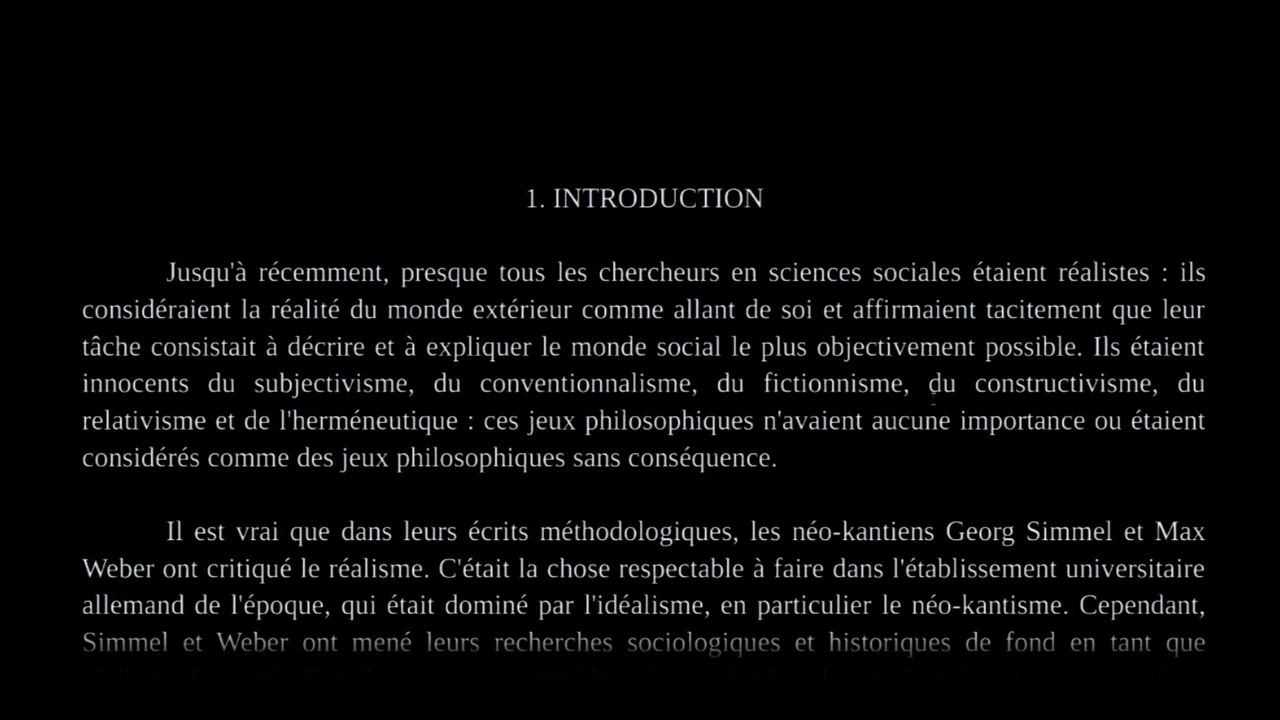 1. INTRODUCTION
Jusqu'à récemment, presque tous les chercheurs en sciences sociales étaient réalistes : ils
considéraient la réalité du monde extérieur comme allant de soi et affirmaient tacitement que leur
tâche consistait à décrire et à expliquer le monde social le plus objectivement possible. Ils étaient
innocents du subjectivisme, du conventionnalisme, du fictionnisme, du constructivisme, du
relativisme et de l'herméneutique : ces jeux philosophiques n'avaient aucune importance ou étaient
considérés comme des jeux philosophiques sans conséquence.
Il est vrai que dans leurs écrits méthodologiques, les néo-kantiens Georg Simmel et Max
Weber ont critiqué le réalisme. C'était la chose respectable à faire dans l'établissement universitaire
allemand de l'époque, qui était dominé par l'idéalisme, en particulier le néo-kantisme. Cependant,
Simmel et Weber ont mené leurs recherches sociologiques et historiques de fond en tant que